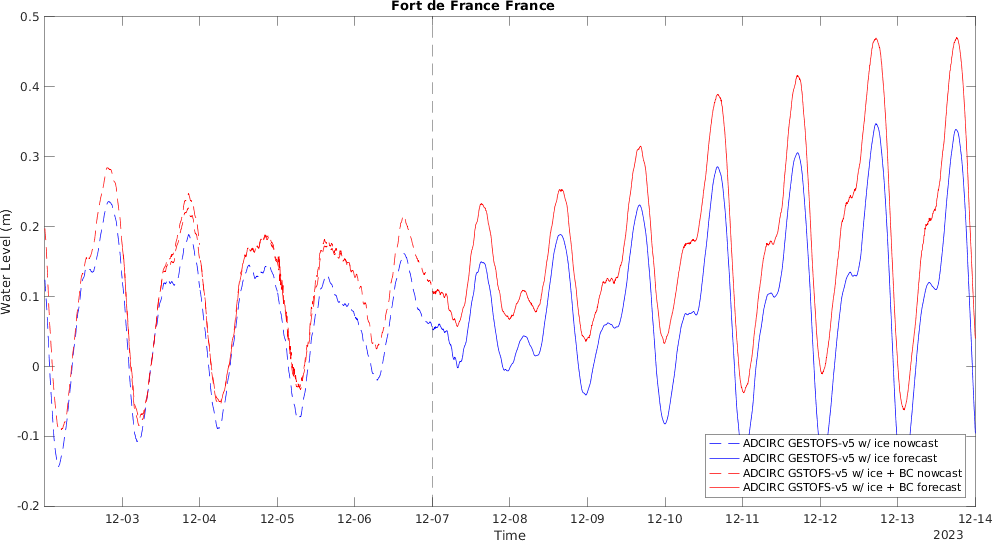 Fort de France France
Water Level (m)
0.5
0.4
0.3
0.2
0.1
0
-0.1
-0.2
ADCIRC GESTOFS-v5 w/ ice nowcast
ADCIRC GESTOFS-v5 w/ ice forecast
ADCIRC GSTOFS-v5 w/ ice + BC nowcast
ADCIRC GSTOFS-v5 w/ ice + BC forecast
12-03 12-04 12-05 12-06 12-07 12-08 12-09 12-10 12-11 12-12 12-13 12-14
Time
2023